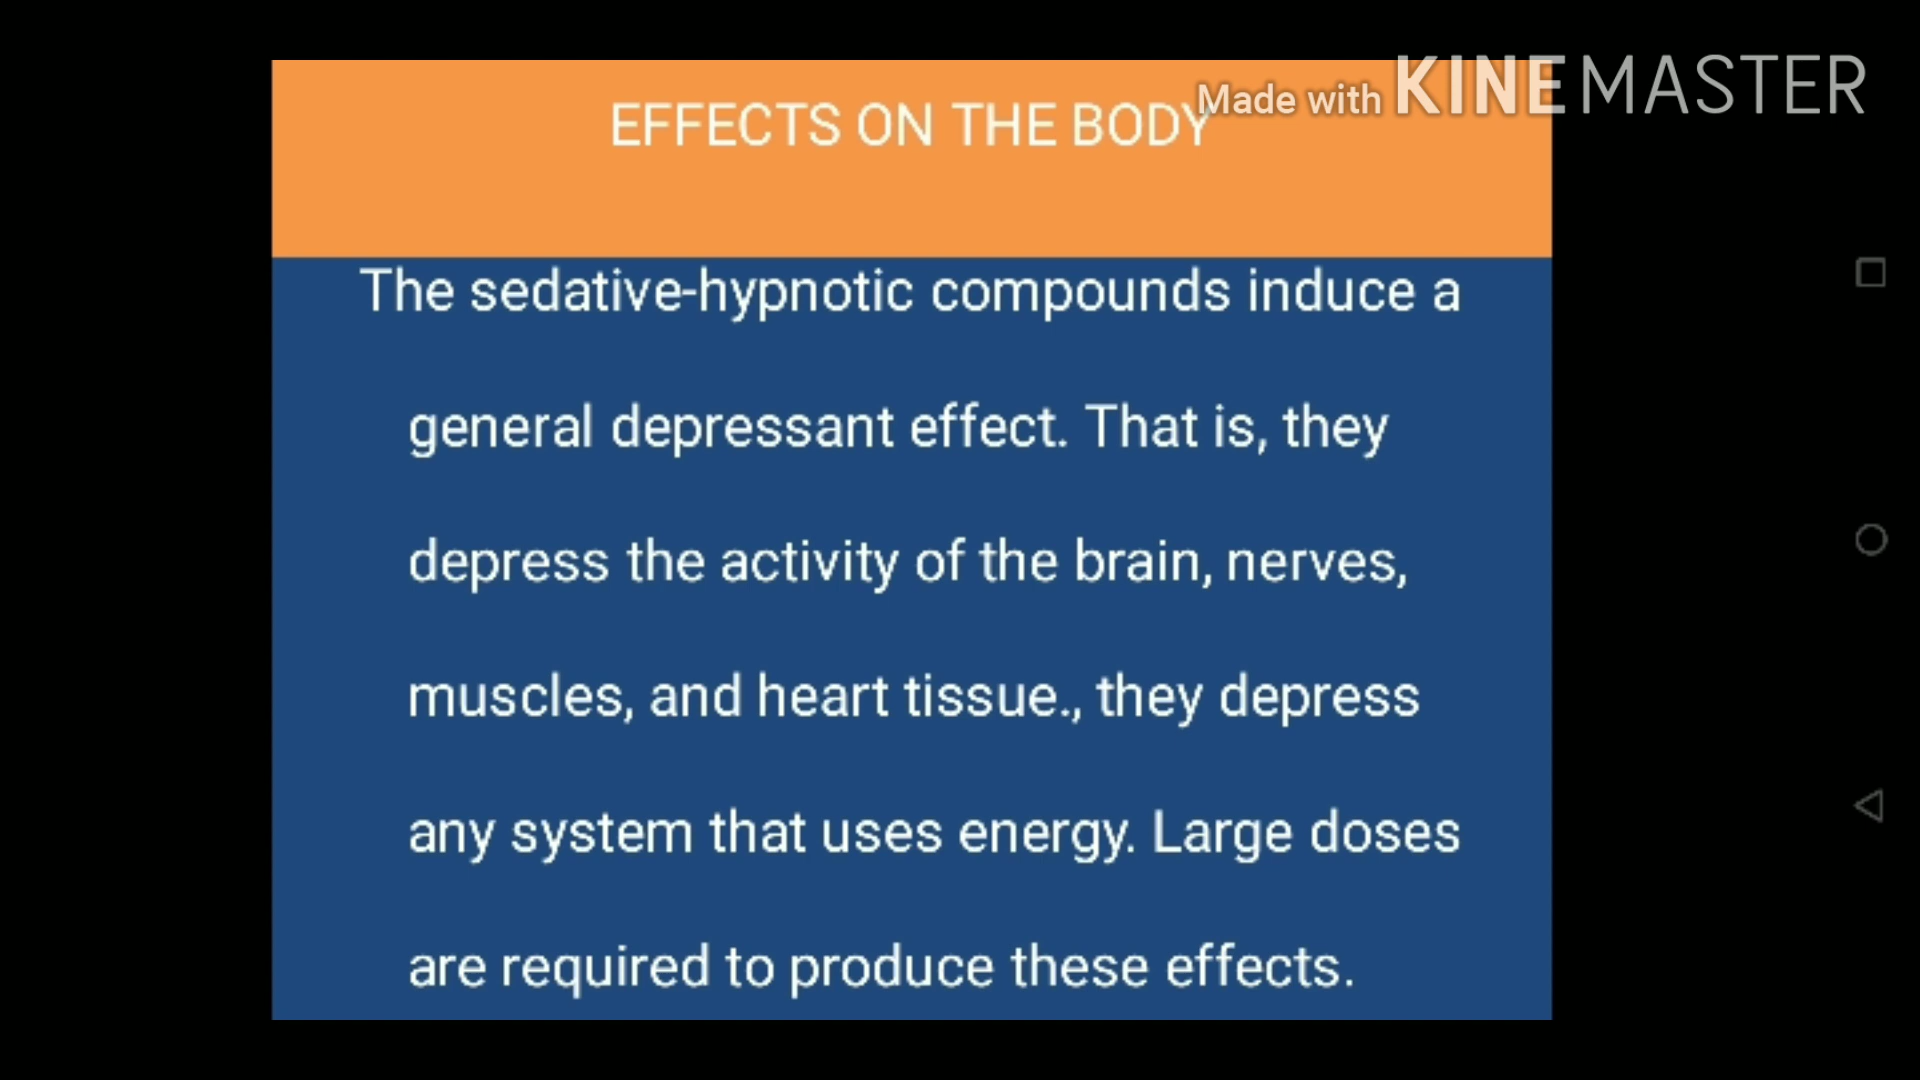 Made with KINEMASTER
EFFECTS ON THE BODY
The sedative-hypnotic compounds induce a
general depressant effect. That is, they
depress the activity of the brain, nerves,
muscles, and heart tissue., they depress
any system that uses energy. Large doses
are required to produce these effects.